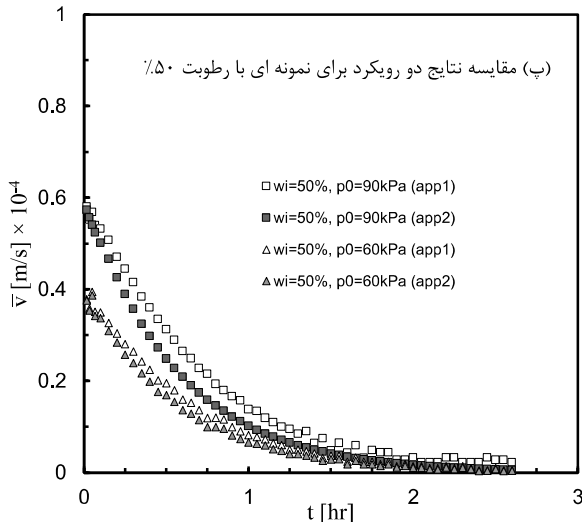 1
(پ) مقایسه نتایج دو رویکرد برای نمونه ای با رطوبت ۵۰٪
0.8
□ wi=50%, p0=90kPa (app1)
■ wi=50%, p0=90kPa (app2)
△ wi=50%, p0=60kPa (app1)
▲ wi=50%, p0=60kPa (app2)
0.6
v̅ [m/s] × 10⁻⁴
0.4
0.2
0
0 1 2 3
t [hr]